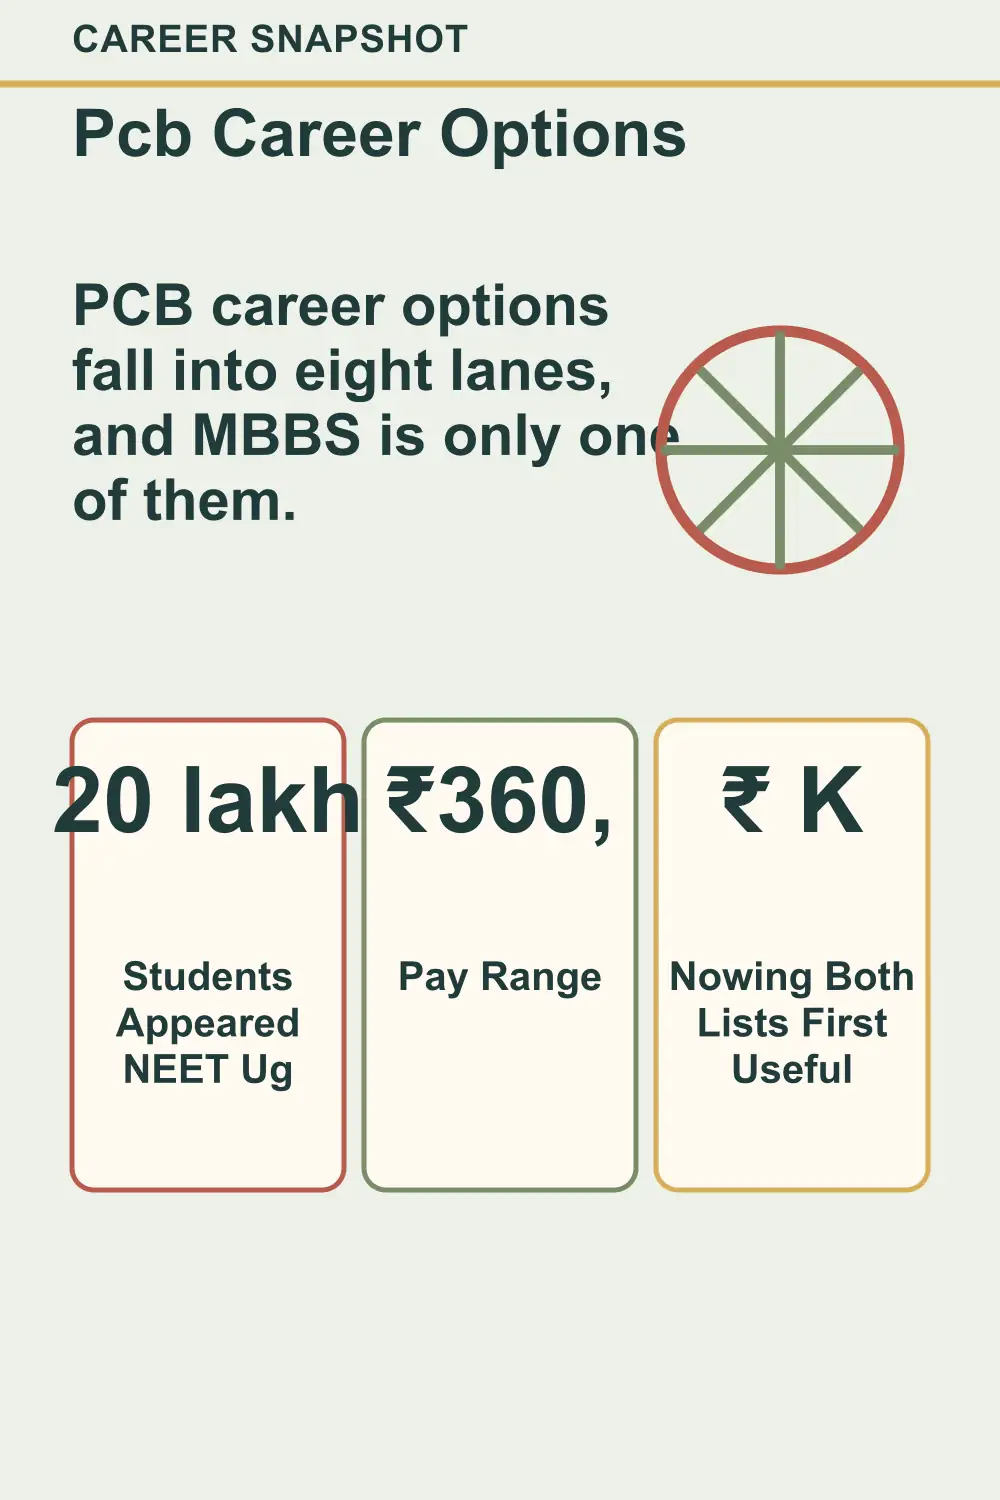 CAREER SNAPSHOT
Pcb Career Options
PCB career options
fall into eight lanes,
and MBBS is only one
of them.
20 lakh
Students
Appeared
NEET Ug
₹360,
Pay Range
₹ K
Nowing Both
Lists First
Useful